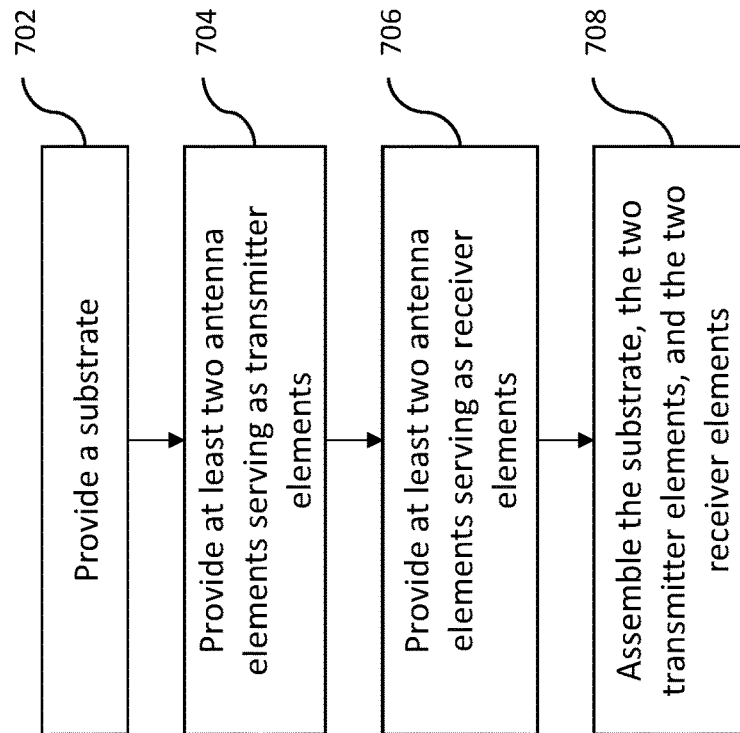 702
Provide a substrate
704
Provide at least two antenna
elements serving as transmitter
elements
706
Provide at least two antenna
elements serving as receiver
elements
708
Assemble the substrate, the two
transmitter elements, and the two
receiver elements